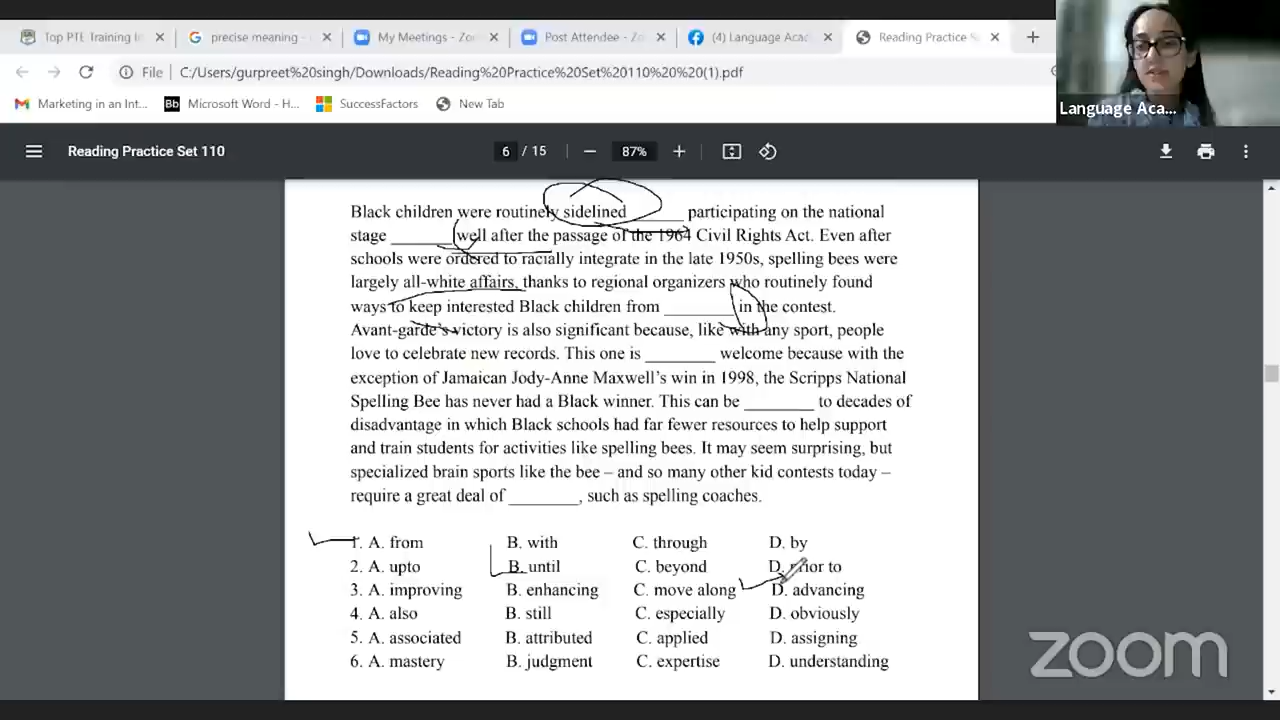 Top PTE Training In
precise meaning -
My Meetings - Zoo
Post Attendee - Zo
(4) Language Acad
Reading Practice Se
File
C:/Users/gurpreet%20singh/Downloads/Reading%20Practice%20Set%20110%20%20(1).pdf
Marketing in an Int...
Bb Microsoft Word - H...
SuccessFactors
New Tab
Language Aca...
Reading Practice Set 110
6 / 15
87%
Black children were routinely sidelined ______ participating on the national
stage _______ well after the passage of the 1964 Civil Rights Act. Even after
schools were ordered to racially integrate in the late 1950s, spelling bees were
largely all-white affairs, thanks to regional organizers who routinely found
ways to keep interested Black children from ________ in the contest.
Avant-garde's victory is also significant because, like with any sport, people
love to celebrate new records. This one is ________ welcome because with the
exception of Jamaican Jody-Anne Maxwell's win in 1998, the Scripps National
Spelling Bee has never had a Black winner. This can be ________ to decades of
disadvantage in which Black schools had far fewer resources to help support
and train students for activities like spelling bees. It may seem surprising, but
specialized brain sports like the bee – and so many other kid contests today –
require a great deal of ________, such as spelling coaches.
1. A. from B. with C. through D. by
2. A. upto B. until C. beyond D. prior to
3. A. improving B. enhancing C. move along D. advancing
4. A. also B. still C. especially D. obviously
5. A. associated B. attributed C. applied D. assigning
6. A. mastery B. judgment C. expertise D. understanding
zoom